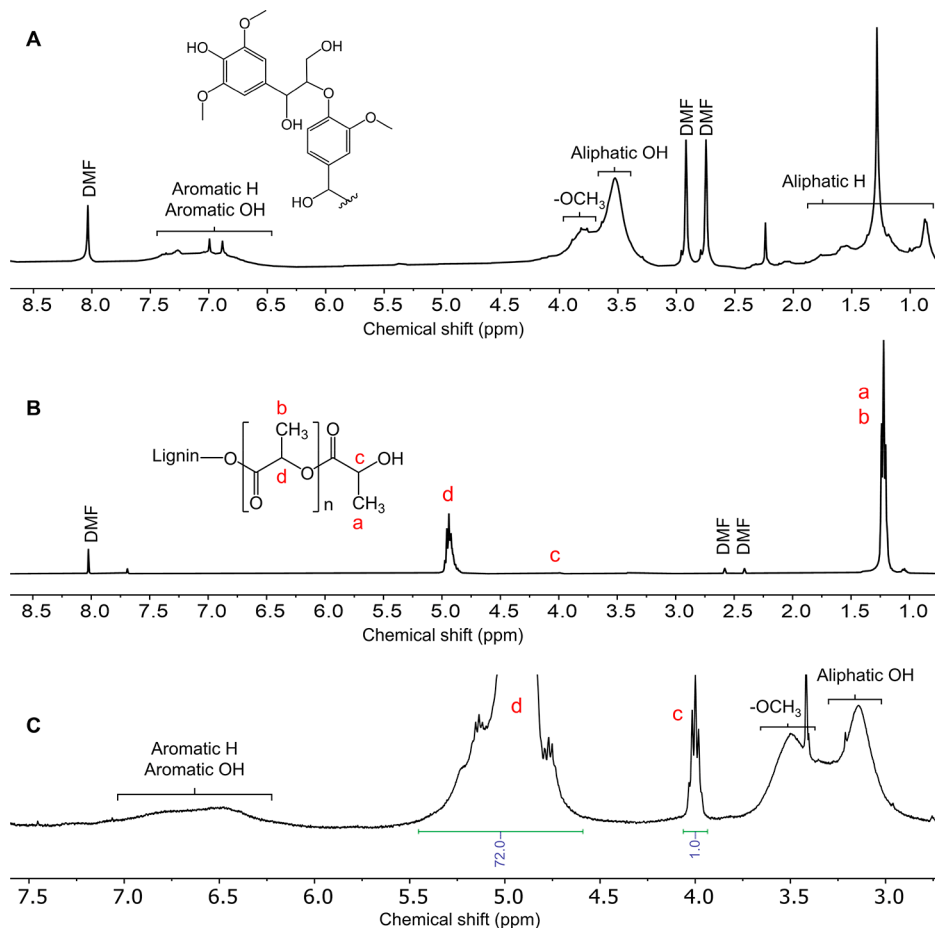 A
OH
O
O
HO
O
O
OH
O
HO
DMF
Aromatic H
Aromatic OH
-OCH3
Aliphatic OH
DMF
DMF
Aliphatic H
8.5 8.0 7.5 7.0 6.5 6.0 5.5 5.0 4.5 4.0 3.5 3.0 2.5 2.0 1.5 1.0
Chemical shift (ppm)
B
b
CH3
O
c
Lignin
O
OH
d
O
O
n
CH3
a
DMF
d
c
DMF
DMF
a
b
8.5 8.0 7.5 7.0 6.5 6.0 5.5 5.0 4.5 4.0 3.5 3.0 2.5 2.0 1.5 1.0
Chemical shift (ppm)
C
Aromatic H
Aromatic OH
d
c
-OCH3
Aliphatic OH
72.0
1.0
7.5 7.0 6.5 6.0 5.5 5.0 4.5 4.0 3.5 3.0
Chemical shift (ppm)